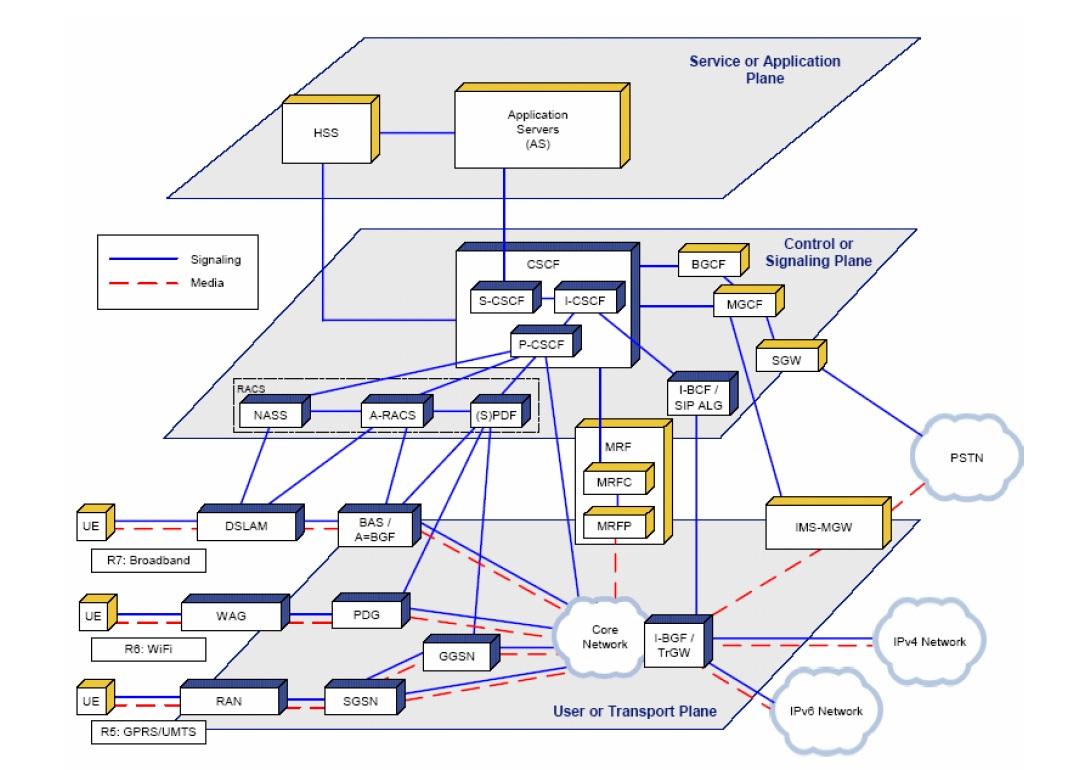 Service or Application
Plane
HSS
Application
Servers
(AS)
Signaling
Media
Control or
Signaling Plane
CSCF
S-CSCF
I-CSCF
P-CSCF
BGCF
MGCF
SGW
I-BCF /
SIP ALG
RACS
NASS
A-RACS
(S)PDF
MRF
MRFC
MRFP
PSTN
IMS-MGW
UE
DSLAM
BAS /
A=BGF
R7: Broadband
UE
WAG
PDG
R6: WiFi
GGSN
Core
Network
I-BGF /
TrGW
IPv4 Network
UE
RAN
SGSN
R5: GPRS/UMTS
User or Transport Plane
IPv6 Network